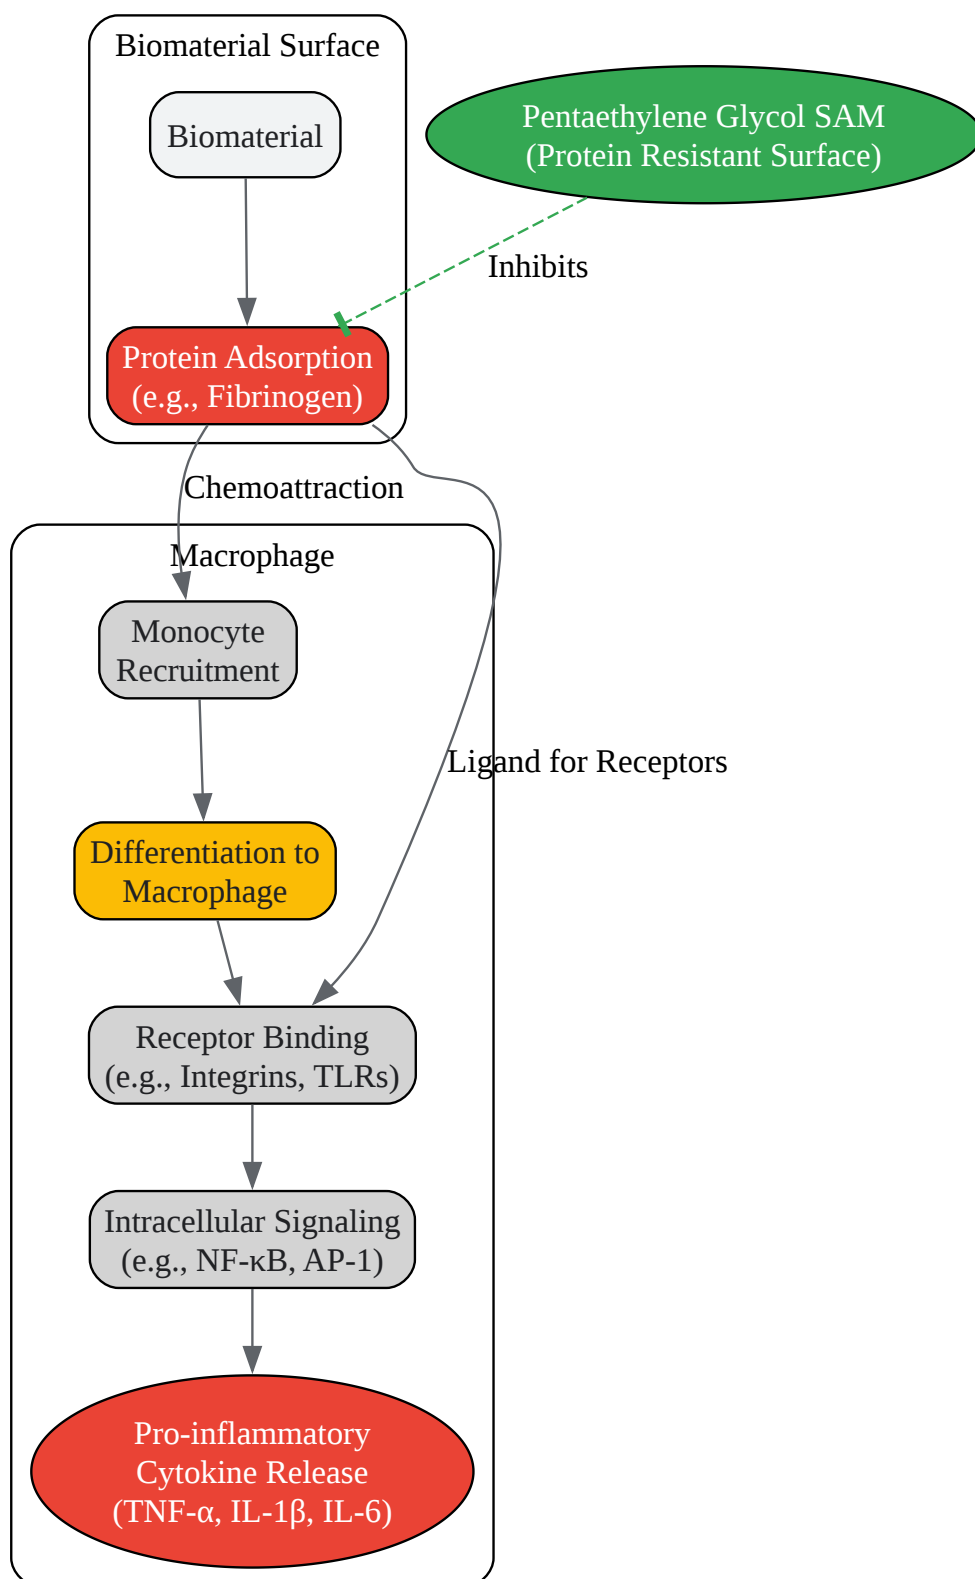 Biomaterial Surface
Biomaterial
Pentaethylene Glycol SAM
(Protein Resistant Surface)
Inhibits
Protein Adsorption
(e.g., Fibrinogen)
Chemoattraction
Macrophage
Monocyte
Recruitment
Ligand for Receptors
Differentiation to
Macrophage
Receptor Binding
(e.g., Integrins, TLRs)
Intracellular Signaling
(e.g., NF-κB, AP-1)
Pro-inflammatory
Cytokine Release
(TNF-α, IL-1β, IL-6)